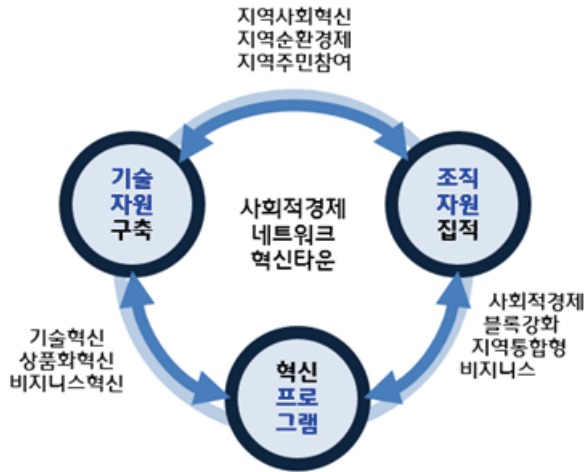 지역사회혁신
지역순환경제
지역주민참여
기술
자원
구축
조직
자원
집적
사회적경제
네트워크
혁신타운
기술혁신
상품화혁신
비지니스혁신
사회적경제
블록강화
지역통합형
비지니스
혁신
프로
그램